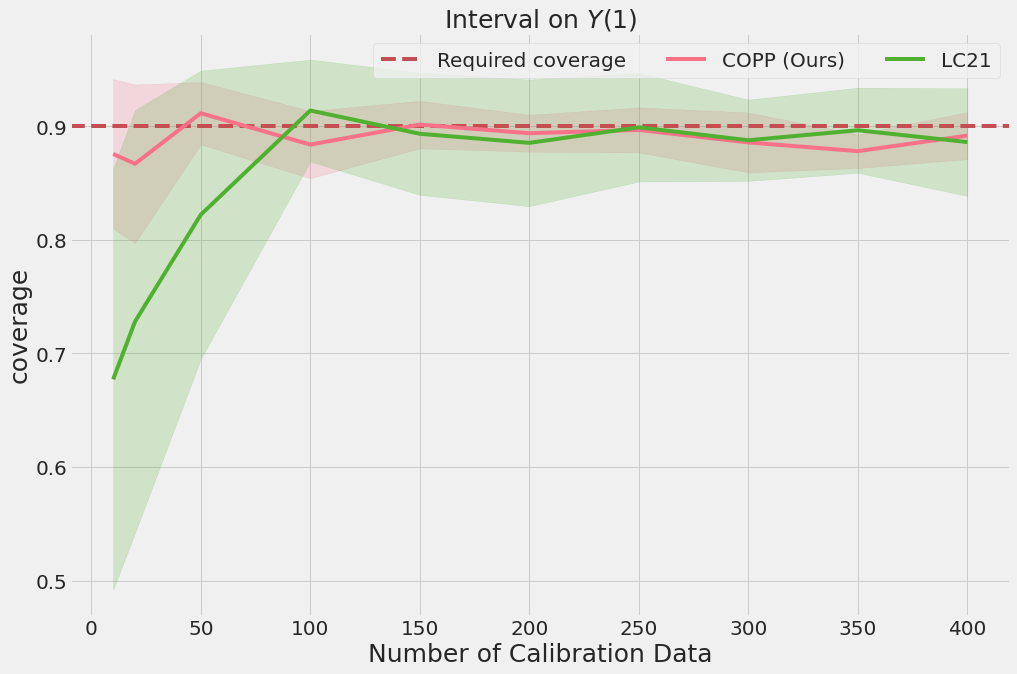 Interval on Y(1)
Required coverage COPP (Ours) LC21
0.9
0.8
0.7
0.6
0.5
coverage
0 50 100 150 200 250 300 350 400
Number of Calibration Data